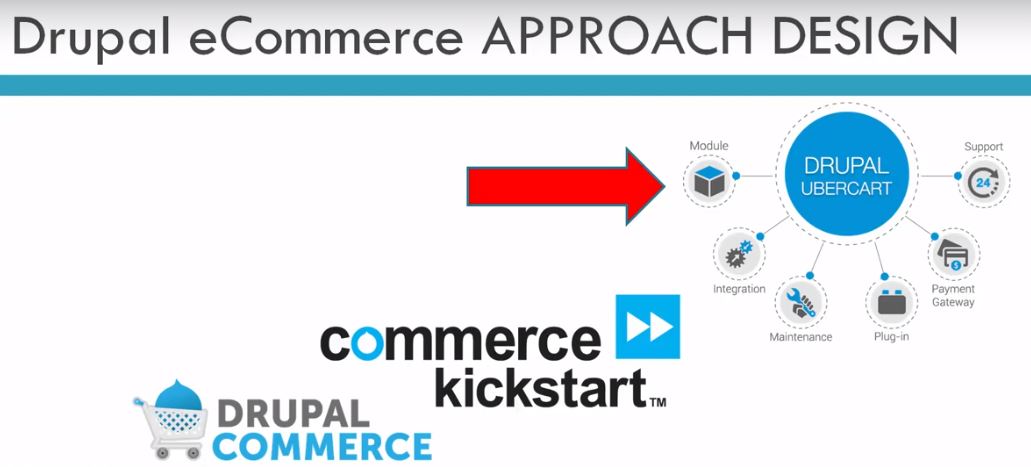 Drupal eCommerce APPROACH DESIGN
Module
Support
DRUPAL
UBERCART
24
Integration
Payment
Gateway
$
Maintenance
Plug-in
commerce
kickstart™
DRUPAL
COMMERCE